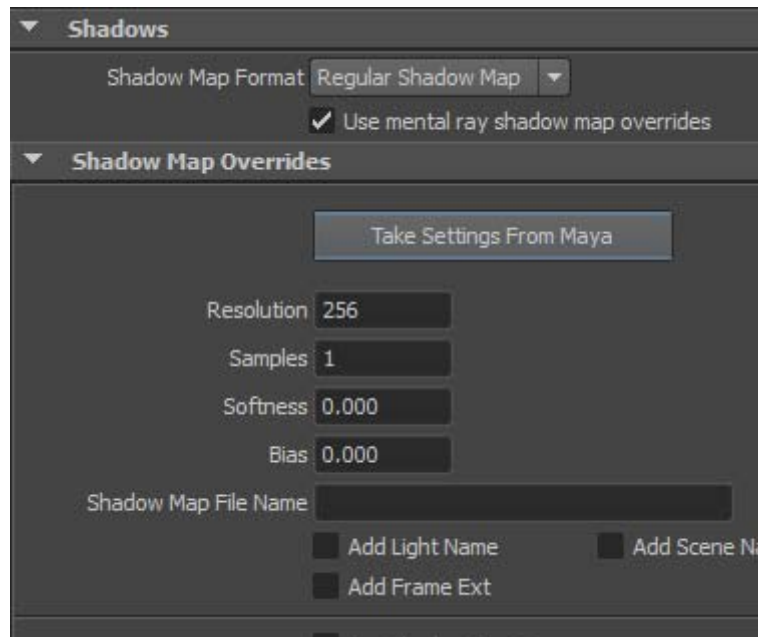 Shadows
Shadow Map Format Regular Shadow Map
Use mental ray shadow map overrides
Shadow Map Overrides
Take Settings From Maya
Resolution 256
Samples 1
Softness 0.000
Bias 0.000
Shadow Map File Name
Add Light Name Add Scene
Add Frame Ext